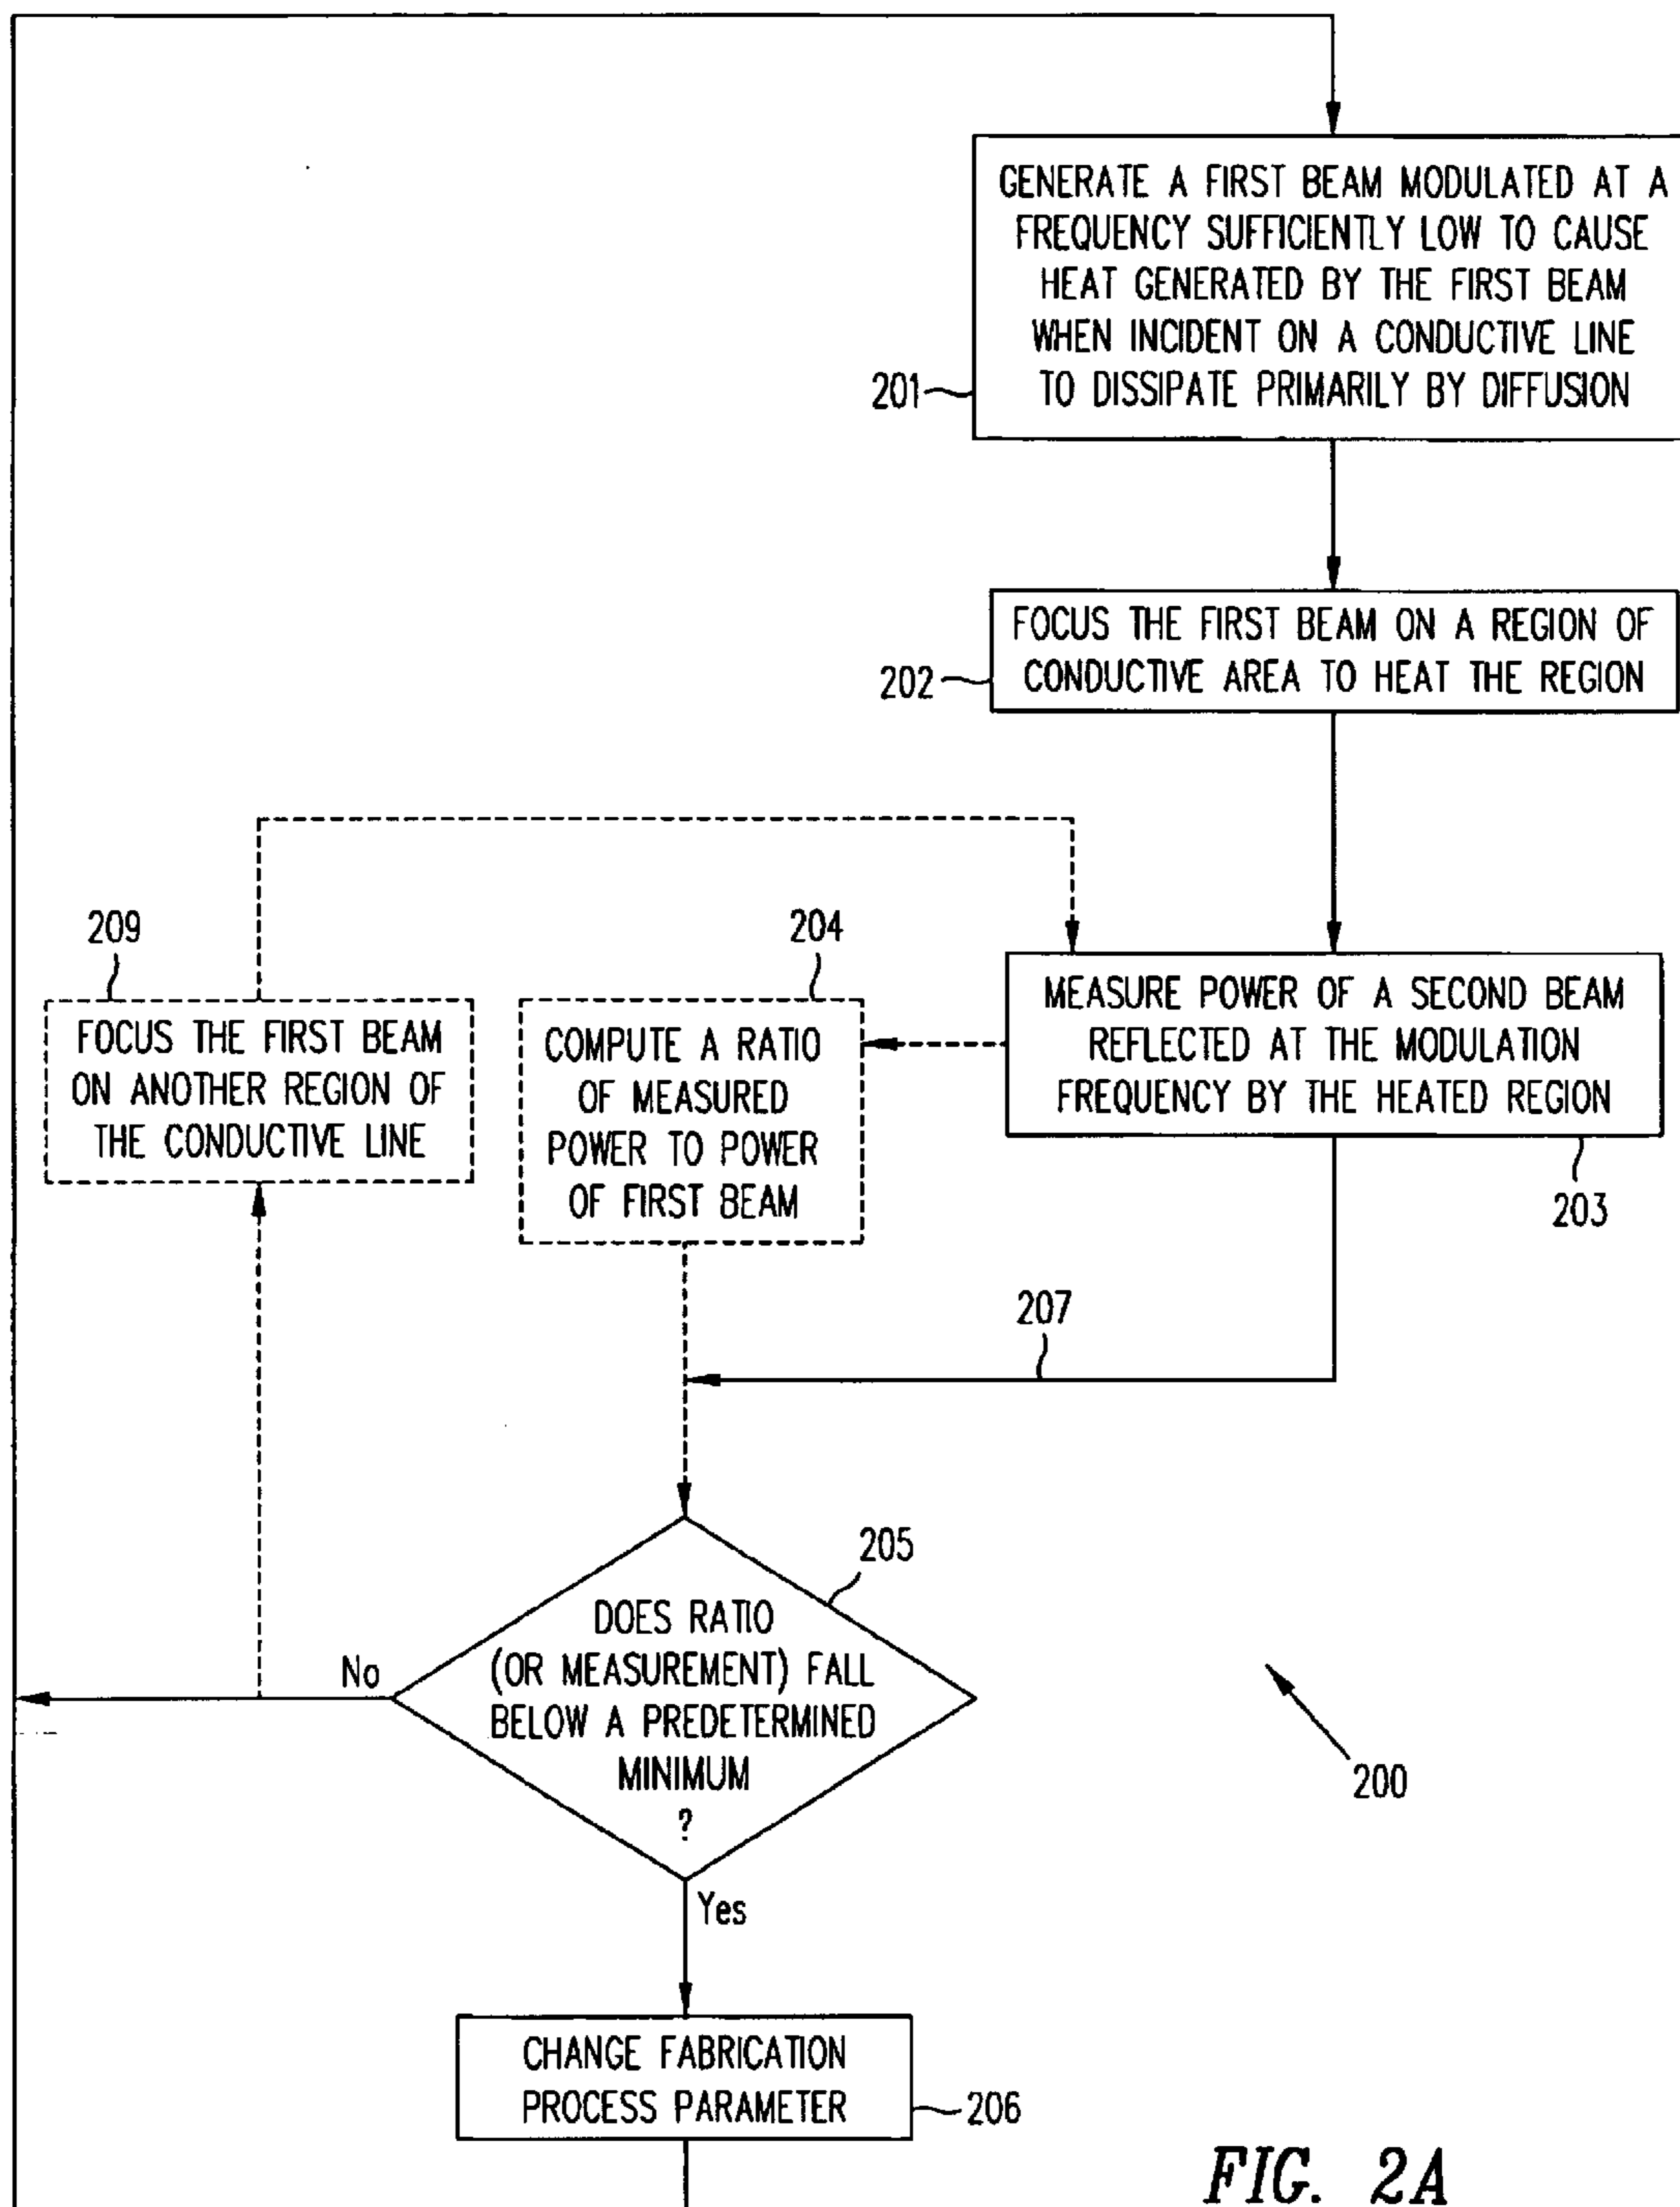 GENERATE A FIRST BEAM MODULATED AT A
FREQUENCY SUFFICIENTLY LOW TO CAUSE
HEAT GENERATED BY THE FIRST BEAM
WHEN INCIDENT ON A CONDUCTIVE LINE
TO DISSIPATE PRIMARILY BY DIFFUSION
201
FOCUS THE FIRST BEAM ON A REGION OF
CONDUCTIVE AREA TO HEAT THE REGION
202
209
FOCUS THE FIRST BEAM
ON ANOTHER REGION OF
THE CONDUCTIVE LINE
204
COMPUTE A RATIO
OF MEASURED
POWER TO POWER
OF FIRST BEAM
MEASURE POWER OF A SECOND BEAM
REFLECTED AT THE MODULATION
FREQUENCY BY THE HEATED REGION
203
207
205
DOES RATIO
(OR MEASUREMENT) FALL
BELOW A PREDETERMINED
MINIMUM
?
No
Yes
200
CHANGE FABRICATION
PROCESS PARAMETER
206
FIG. 2A